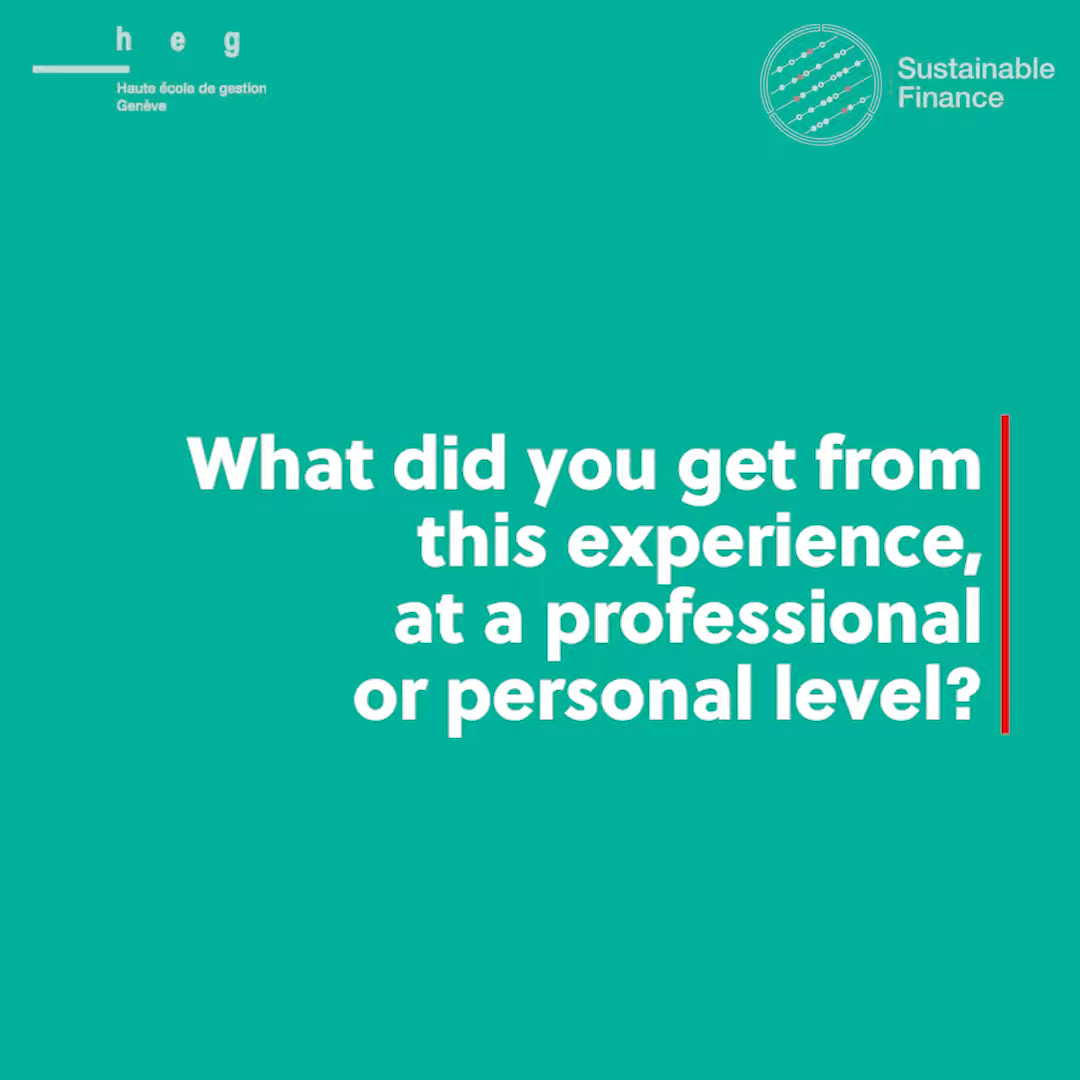 h e g
Haute école de gestion
Genève
Sustainable
Finance
What did you get from
this experience,
at a professional
or personal level?